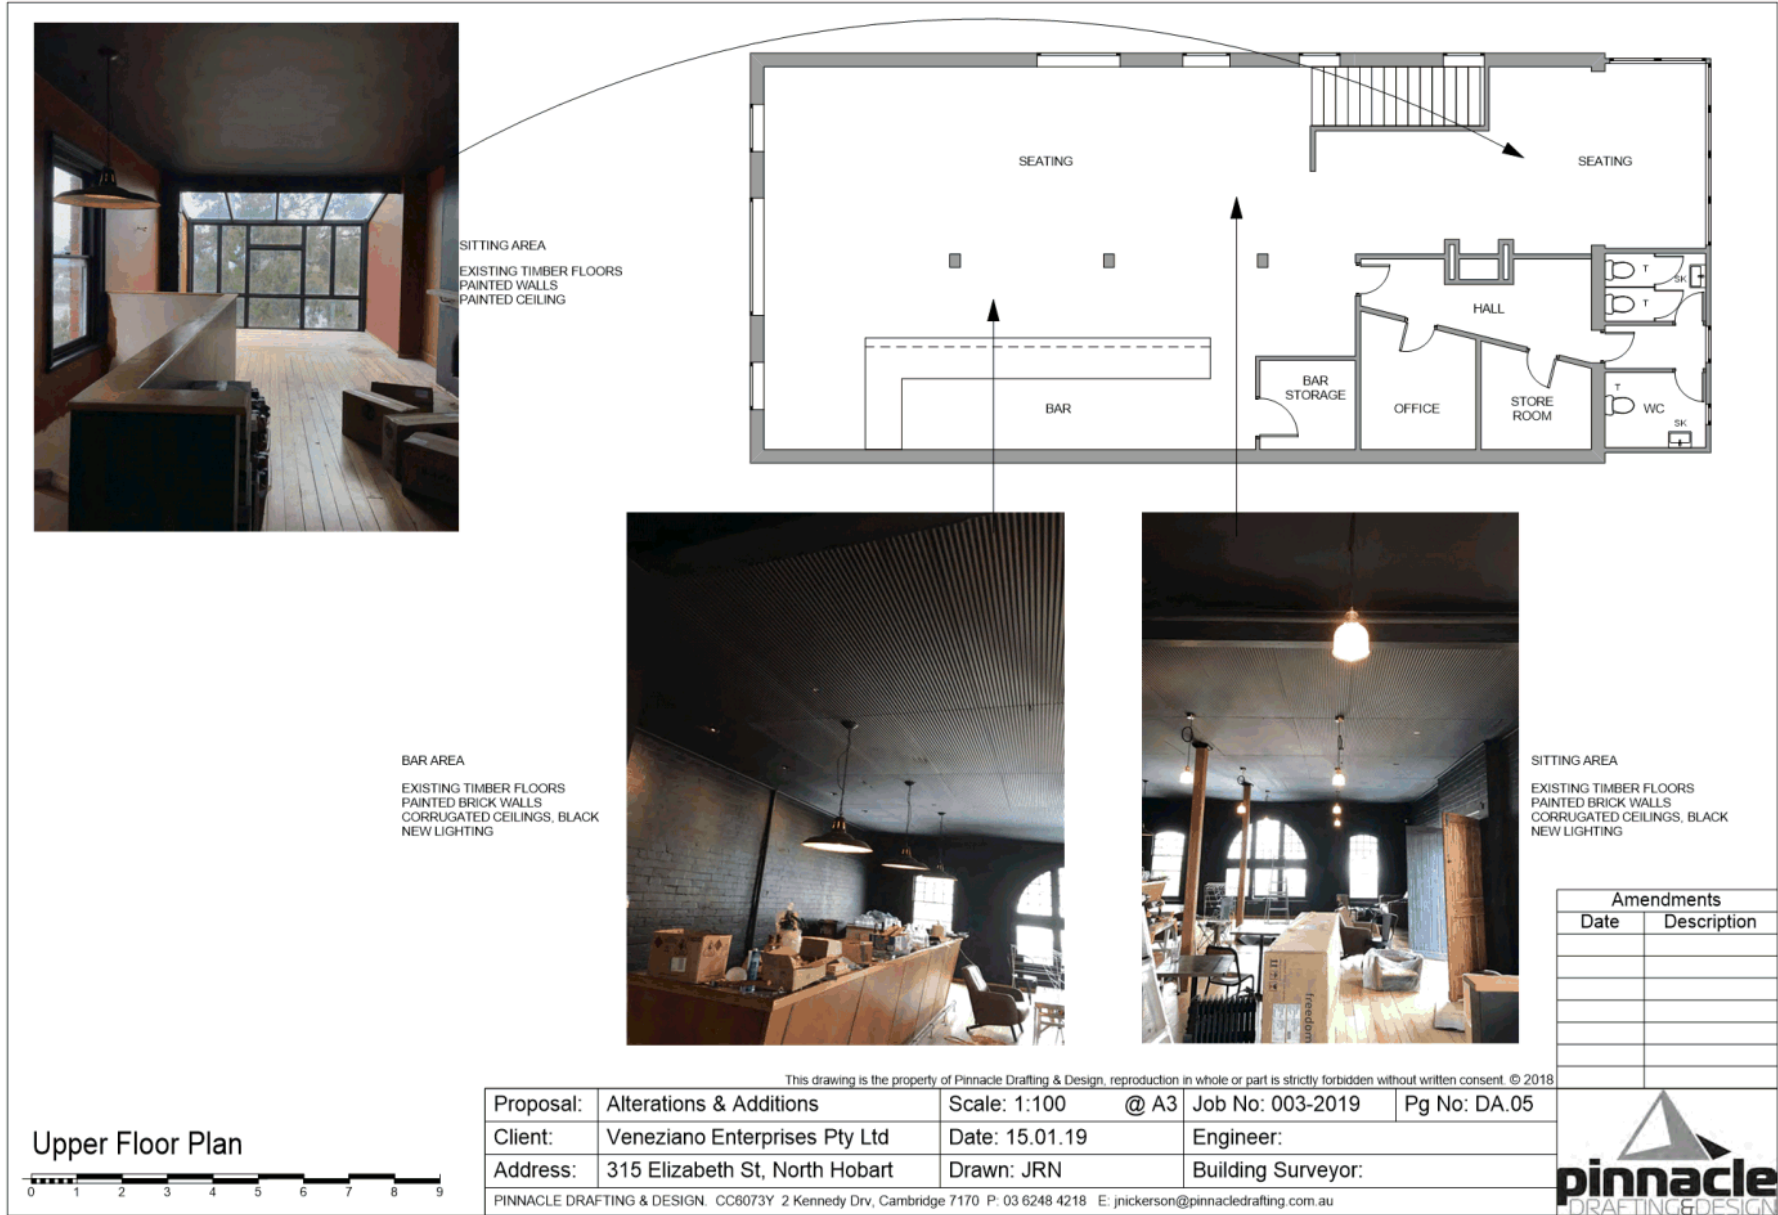 SEATING
SEATING
SITTING AREA
EXISTING TIMBER FLOORS
PAINTED WALLS
PAINTED CEILING
T
SK
T
HALL
BAR
STORAGE
OFFICE
STORE
ROOM
T
WC
SK
BAR
BAR AREA
EXISTING TIMBER FLOORS
PAINTED BRICK WALLS
CORRUGATED CEILINGS, BLACK
NEW LIGHTING
SITTING AREA
EXISTING TIMBER FLOORS
PAINTED BRICK WALLS
CORRUGATED CEILINGS, BLACK
NEW LIGHTING
freedom
Amendments
Date Description
This drawing is the property of Pinnacle Drafting & Design, reproduction in whole or part is strictly forbidden without written consent. © 2018
Proposal: Alterations & Additions Scale: 1:100 @ A3 Job No: 003-2019 Pg No: DA.05
Client: Veneziano Enterprises Pty Ltd Date: 15.01.19 Engineer:
Address: 315 Elizabeth St, North Hobart Drawn: JRN Building Surveyor:
PINNACLE DRAFTING & DESIGN. CC6073Y 2 Kennedy Drv, Cambridge 7170 P: 03 6248 4218 E: jnickerson@pinnacledrafting.com.au
Upper Floor Plan
0 1 2 3 4 5 6 7 8 9
pinnacle
DRAFTING&DESIGN